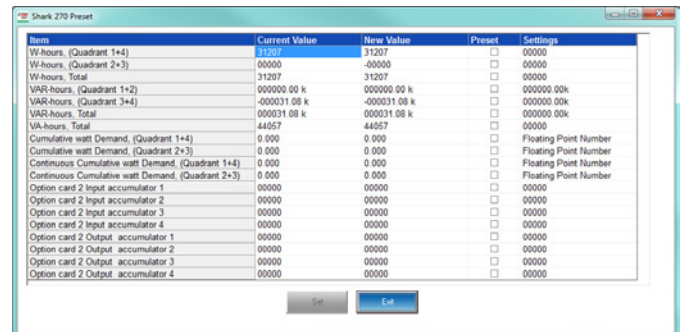 Shark 270 Preset
Item Current Value New Value Preset Settings
W-hours, (Quadrant 1+4) 31207 31207 00000
W-hours, (Quadrant 2+3) 00000 -00000 00000
W-hours, Total 31207 31207 00000
VAR-hours, (Quadrant 1+2) 000000.00 k 000000.00 k 000000.00k
VAR-hours, (Quadrant 3+4) -000031.08 k -000031.08 k 000000.00k
VAR-hours, Total 000031.08 k 000031.08 k 000000.00k
VA-hours, Total 44057 44057 00000
Cumulative watt Demand, (Quadrant 1+4) 0.000 0.000 Floating Point Number
Cumulative watt Demand, (Quadrant 2+3) 0.000 0.000 Floating Point Number
Continuous Cumulative watt Demand, (Quadrant 1+4) 0.000 0.000 Floating Point Number
Continuous Cumulative watt Demand, (Quadrant 2+3) 0.000 0.000 Floating Point Number
Option card 2 Input accumulator 1 00000 00000 00000
Option card 2 Input accumulator 2 00000 00000 00000
Option card 2 Input accumulator 3 00000 00000 00000
Option card 2 Input accumulator 4 00000 00000 00000
Option card 2 Output accumulator 1 00000 00000 00000
Option card 2 Output accumulator 2 00000 00000 00000
Option card 2 Output accumulator 3 00000 00000 00000
Option card 2 Output accumulator 4 00000 00000 00000
Set Exit